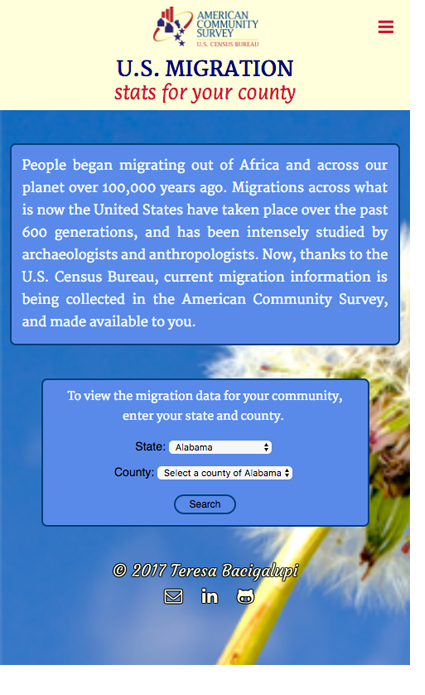 AMERICAN
COMMUNITY
SURVEY
U.S. CENSUS BUREAU
U.S. MIGRATION
stats for your county
People began migrating out of Africa and across our
planet over 100,000 years ago. Migrations across what
is now the United States have taken place over the past
600 generations, and has been intensely studied by
archaeologists and anthropologists. Now, thanks to the
U.S. Census Bureau, current migration information is
being collected in the American Community Survey,
and made available to you.
To view the migration data for your community,
enter your state and county.
State: Alabama
County: Select a county of Alabama
Search
© 2017 Teresa Bacigalupi
in